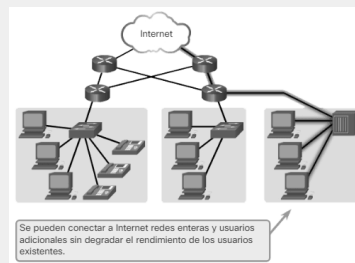 Internet
Se pueden conectar a Internet redes enteras y usuarios
adicionales sin degradar el rendimiento de los usuarios
existentes.